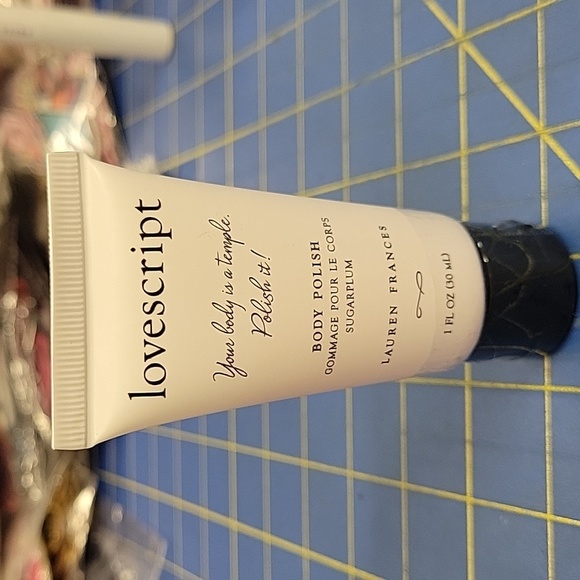 lovescript
Your body is a temple.
Polish it!
BODY POLISH
GOMMAGE POUR LE CORPS
SUGARPLUM
LAUREN FRANCES
1 FL OZ (30 ML)